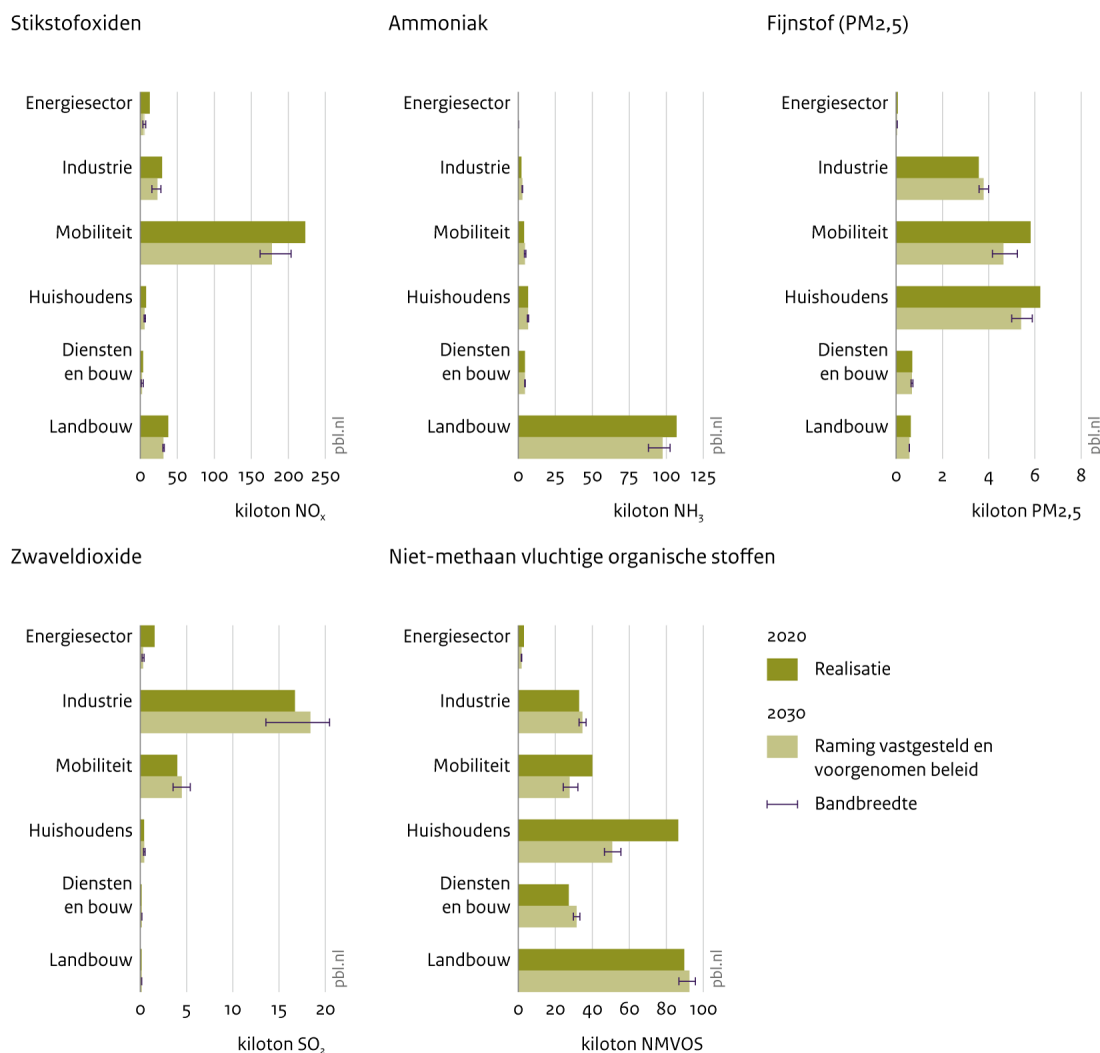 Stikstofoxiden
Energiesector
Industrie
Mobiliteit
Huishoudens
Diensten
en bouw
Landbouw
0 50 100 150 200 250
kiloton NOₓ
pbl.nl
Ammoniak
Energiesector
Industrie
Mobiliteit
Huishoudens
Diensten
en bouw
Landbouw
0 25 50 75 100 125
kiloton NH₃
pbl.nl
Fijnstof (PM2,5)
Energiesector
Industrie
Mobiliteit
Huishoudens
Diensten
en bouw
Landbouw
0 2 4 6 8
kiloton PM2,5
pbl.nl
Zwaveldioxide
Energiesector
Industrie
Mobiliteit
Huishoudens
Diensten
en bouw
Landbouw
0 5 10 15 20
kiloton SO₂
pbl.nl
Niet-methaan vluchtige organische stoffen
Energiesector
Industrie
Mobiliteit
Huishoudens
Diensten
en bouw
Landbouw
0 20 40 60 80 100
kiloton NMVOS
pbl.nl
2020
Realisatie
2030
Raming vastgesteld en
voorgenomen beleid
Bandbreedte